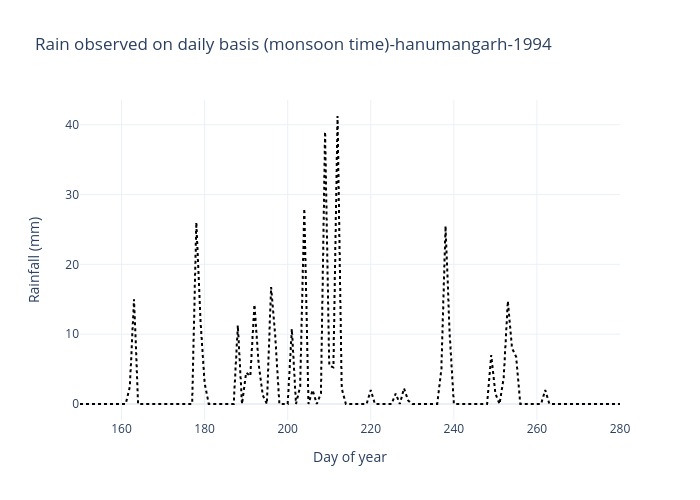 Rain observed on daily basis (monsoon time)-hanumangarh-1994
40
30
20
10
0
Rainfall (mm)
160 180 200 220 240 260 280
Day of year